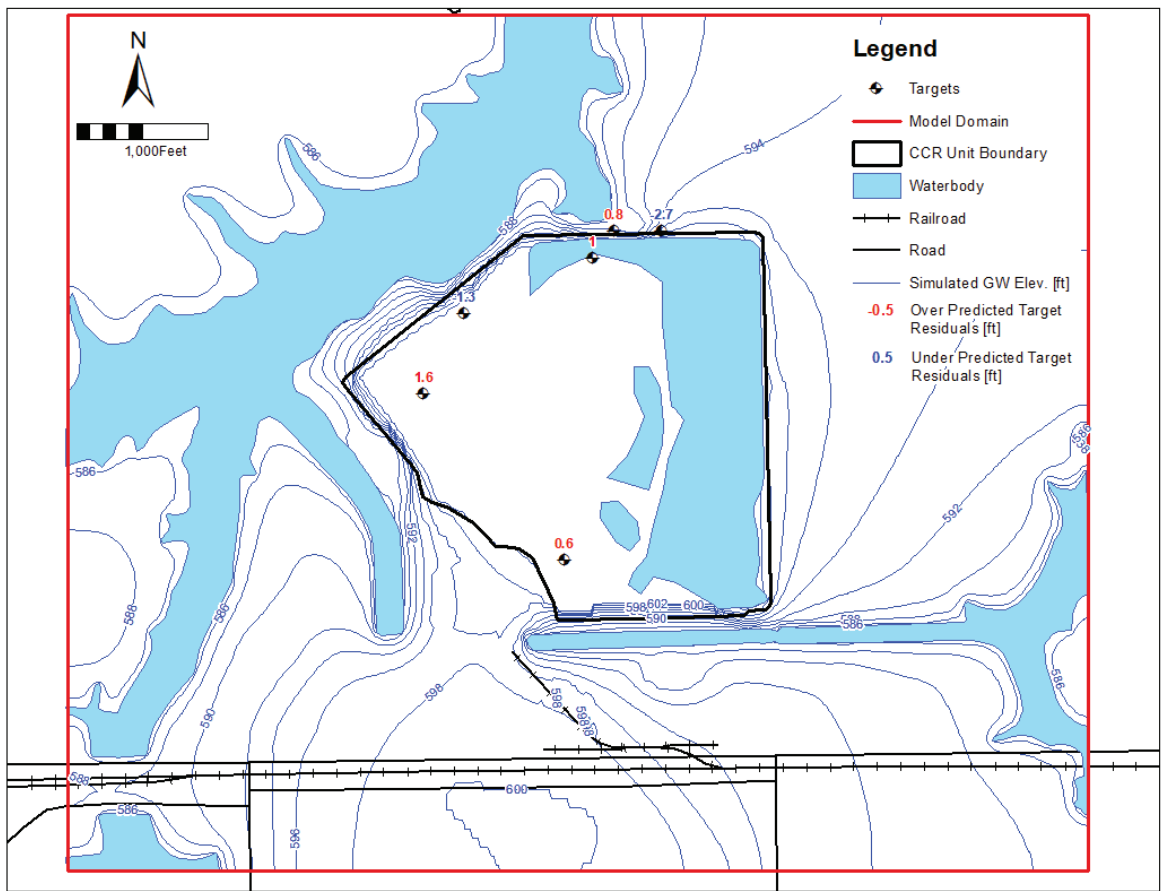 N
1,000Feet
Legend
Targets
Model Domain
CCR Unit Boundary
Waterbody
Railroad
Road
Simulated GW Elev. [ft]
-0.5 Over Predicted Target
Residuals [ft]
0.5 Under Predicted Target
Residuals [ft]
586
594
588
0.8
-2.7
1
-1.3
1.6
586
586
592
592
0.6
598
602
600
590
588
586
588
586
586
598
590
598
598
588
586
600
596